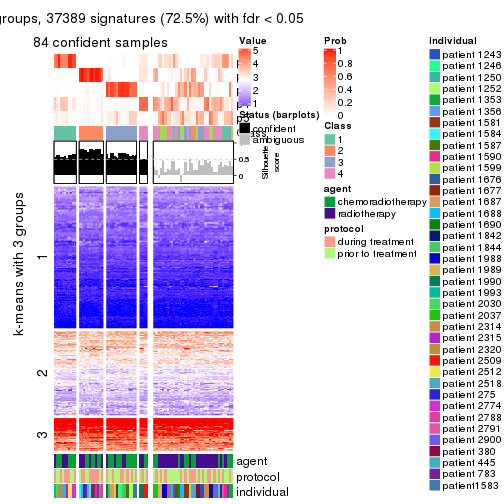 groups, 37389 signatures (72.5%) with fdr < 0.05
84 confident samples
k-means with 3 groups
1
2
3
agent
protocol
individual
Value
5
4
3
2
1
Status (barplots)
confident
ambiguous
0.5
0
Silhouette
score
Prob
1
0.8
0.6
0.4
0.2
0
Class
1
2
3
4
agent
chemoradiotherapy
radiotherapy
protocol
during treatment
prior to treatment
individual
patient 1243
patient 1246
patient 1250
patient 1252
patient 1353
patient 1356
patient 1581
patient 1584
patient 1587
patient 1590
patient 1599
patient 1676
patient 1677
patient 1687
patient 1688
patient 1690
patient 1842
patient 1844
patient 1988
patient 1989
patient 1990
patient 1993
patient 2030
patient 2037
patient 2314
patient 2315
patient 2320
patient 2509
patient 2512
patient 2518
patient 275
patient 2774
patient 2788
patient 2791
patient 2900
patient 380
patient 445
patient 783
patient1583